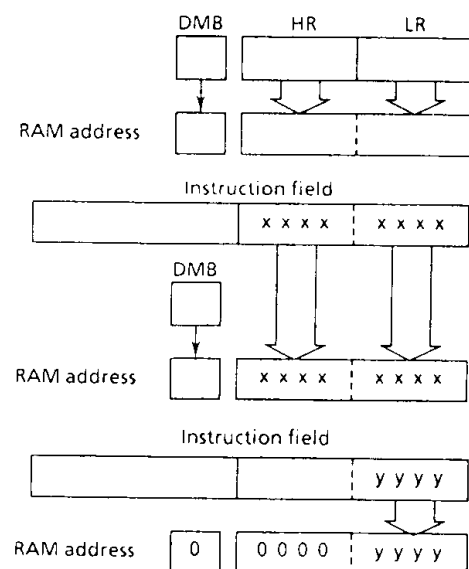 DMB HR LR
RAM address
Instruction field
x x x x x x x x
DMB
RAM address x x x x x x x x
Instruction field
y y y y
RAM address 0 0 0 0 0 y y y y